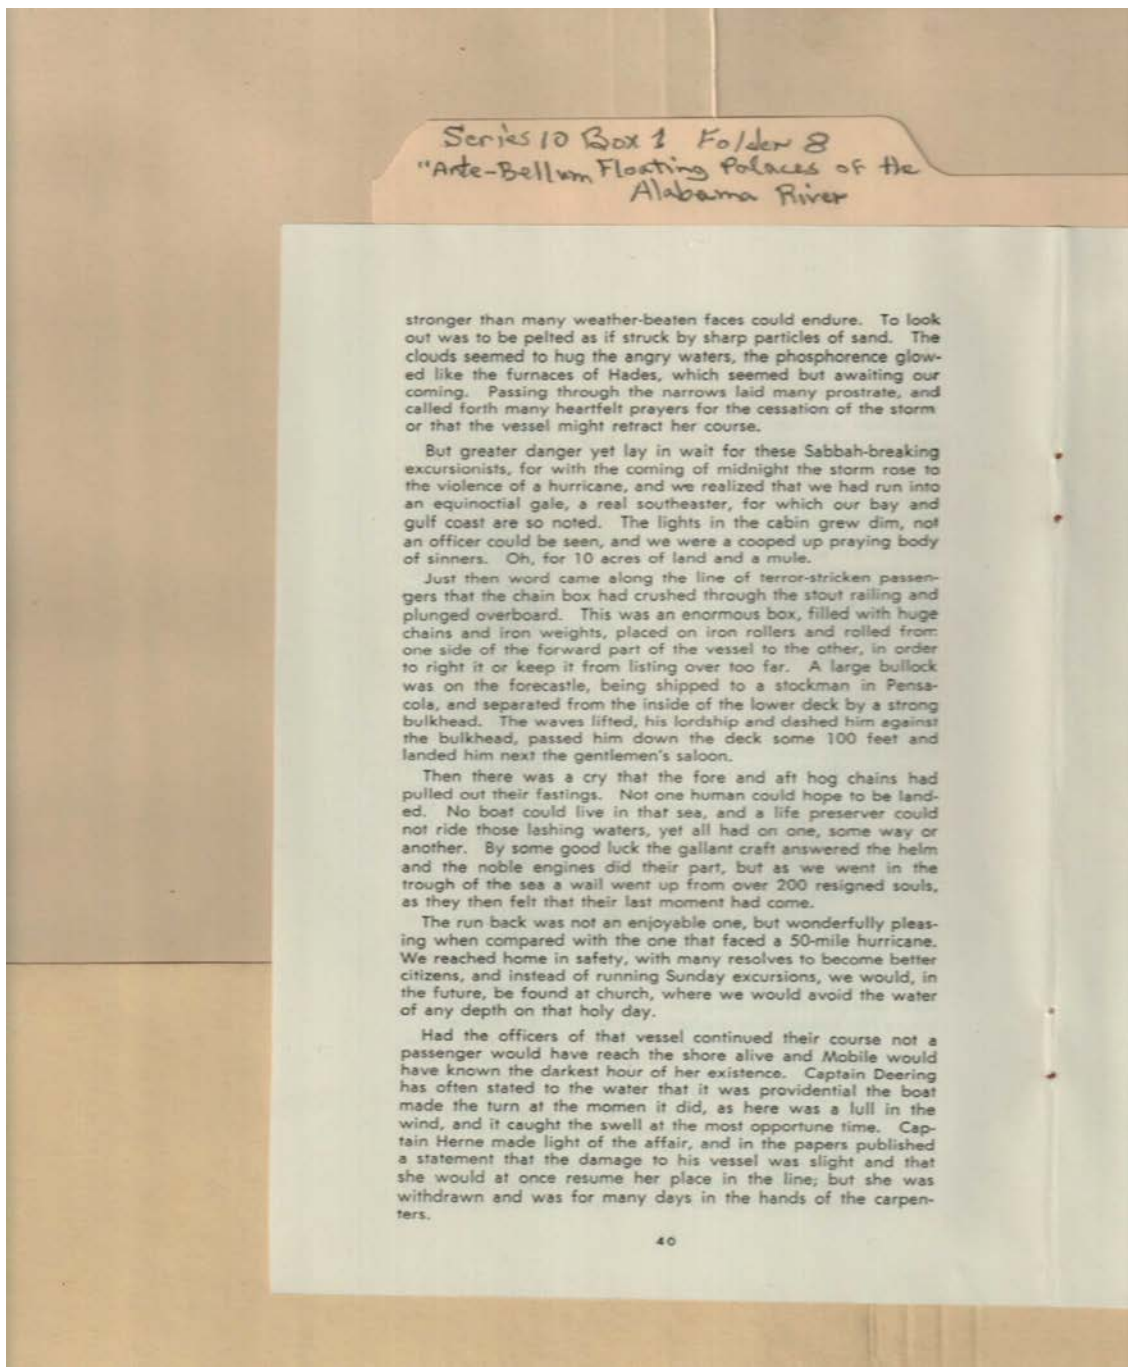 Series 10 Box 1 Folder 8
"Ante-Bellum Floating Palaces of the
Alabama River
stronger than many weather-beaten faces could endure. To look
out was to be pelted as if struck by sharp particles of sand. The
clouds seemed to hug the angry waters, the phosphorence glow-
ed like the furnaces of Hades, which seemed but awaiting our
coming. Passing through the narrows laid many prostrate, and
called forth many heartfelt prayers for the cessation of the storm
or that the vessel might retract her course.
But greater danger yet lay in wait for these Sabbah-breaking
excursionists, for with the coming of midnight the storm rose to
the violence of a hurricane, and we realized that we had run into
an equinoctial gale, a real southeaster, for which our bay and
gulf coast are so noted. The lights in the cabin grew dim, not
an officer could be seen, and we were a cooped up praying body
of sinners. Oh, for 10 acres of land and a mule.
Just then word came along the line of terror-stricken passen-
gers that the chain box had crushed through the stout railing and
plunged overboard. This was an enormous box, filled with huge
chains and iron weights, placed on iron rollers and rolled from
one side of the forward part of the vessel to the other, in order
to right it or keep it from listing over too far. A large bullock
was on the forecastle, being shipped to a stockman in Pensa-
cola, and separated from the inside of the lower deck by a strong
bulkhead. The waves lifted, his lordship and dashed him against
the bulkhead, passed him down the deck some 100 feet and
landed him next the gentlemen's saloon.
Then there was a cry that the fore and aft hog chains had
pulled out their fastings. Not one human could hope to be land-
ed. No boat could live in that sea, and a life preserver could
not ride those lashing waters, yet all had on one, some way or
another. By some good luck the gallant craft answered the helm
and the noble engines did their part, but as we went in the
trough of the sea a wail went up from over 200 resigned souls,
as they then felt that their last moment had come.
The run back was not an enjoyable one, but wonderfully pleas-
ing when compared with the one that faced a 50-mile hurricane.
We reached home in safety, with many resolves to become better
citizens, and instead of running Sunday excursions, we would, in
the future, be found at church, where we would avoid the water
of any depth on that holy day.
Had the officers of that vessel continued their course not a
passenger would have reach the shore alive and Mobile would
have known the darkest hour of her existence. Captain Deering
has often stated to the water that it was providential the boat
made the turn at the momen it did, as here was a lull in the
wind, and it caught the swell at the most opportune time. Cap-
tain Herne made light of the affair, and in the papers published
a statement that the damage to his vessel was slight and that
she would at once resume her place in the line; but she was
withdrawn and was for many days in the hands of the carpen-
ters.
40